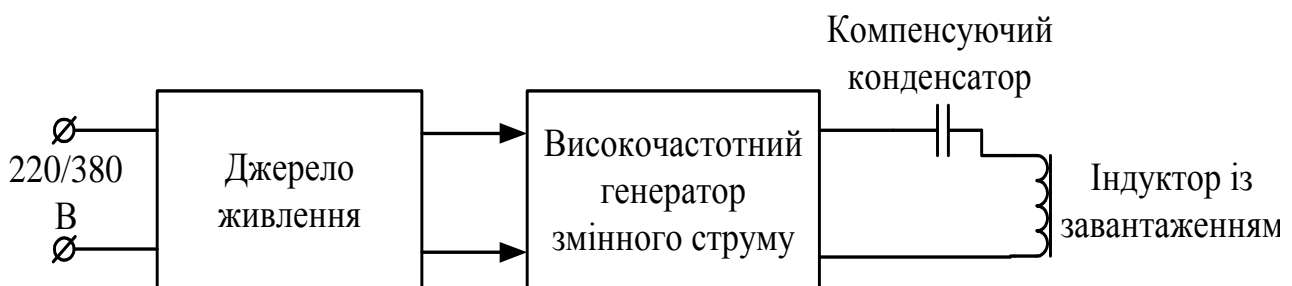 Компенсуючий
конденсатор
220/380
В
Джерело
живлення
Високочастотний
генератор
змінного струму
Індуктор із
завантаженням